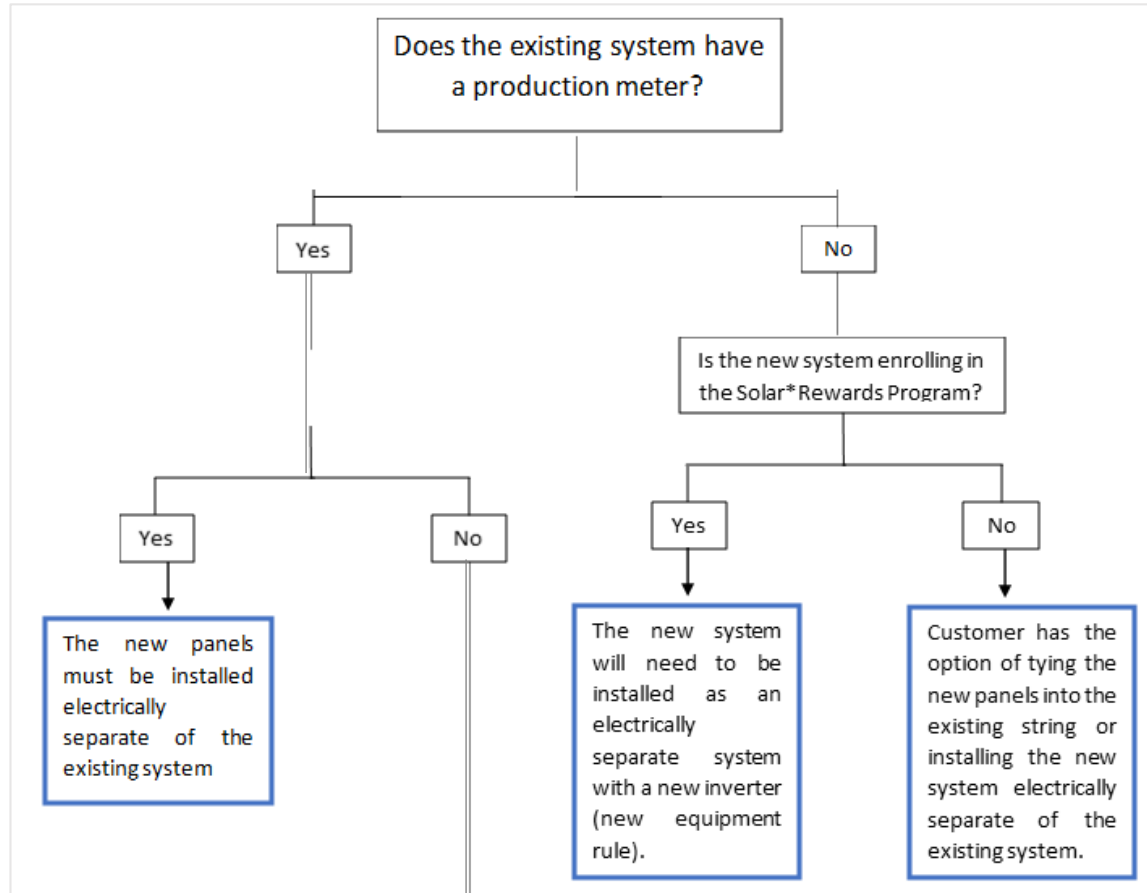 Does the existing system have
a production meter?
Yes
No
Is the new system enrolling in
the Solar* Rewards Program?
Yes
No
Yes
No
The new panels
must be installed
electrically
separate of the
existing system
The new system
will need to be
installed as an
electrically
separate system
with a new inverter
(new equipment
rule).
Customer has the
option of tying the
new panels into the
existing string or
installing the new
system electrically
separate of the
existing system.